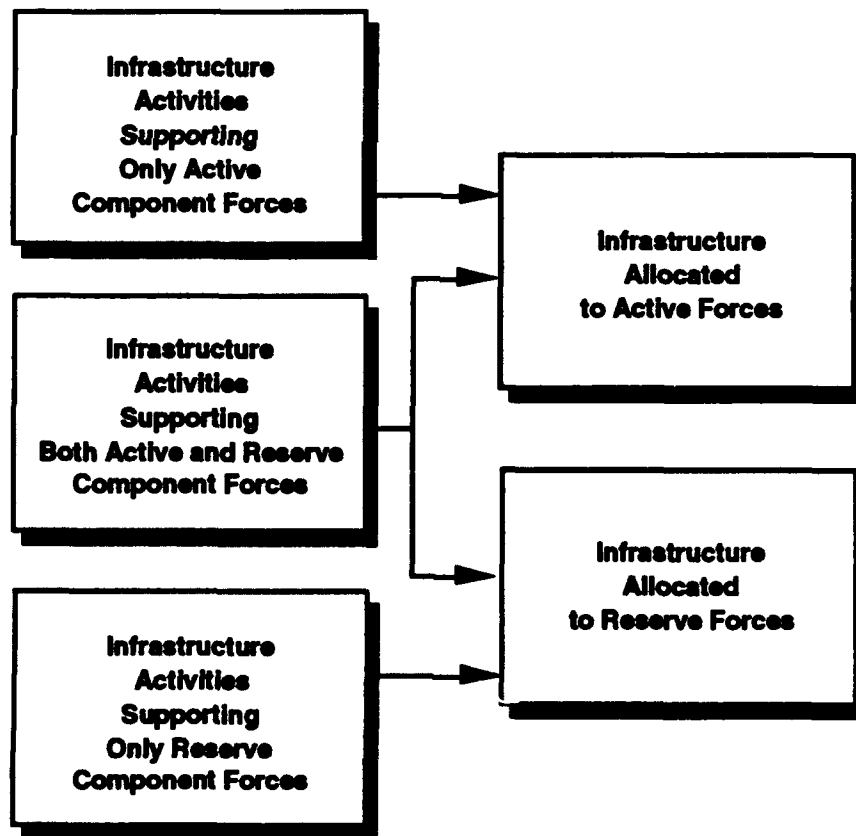 Infrastructure
Activities
Supporting
Only Active
Component Forces
Infrastructure
Allocated
to Active Forces
Infrastructure
Activities
Supporting
Both Active and Reserve
Component Forces
Infrastructure
Allocated
to Reserve Forces
Infrastructure
Activities
Supporting
Only Reserve
Component Forces